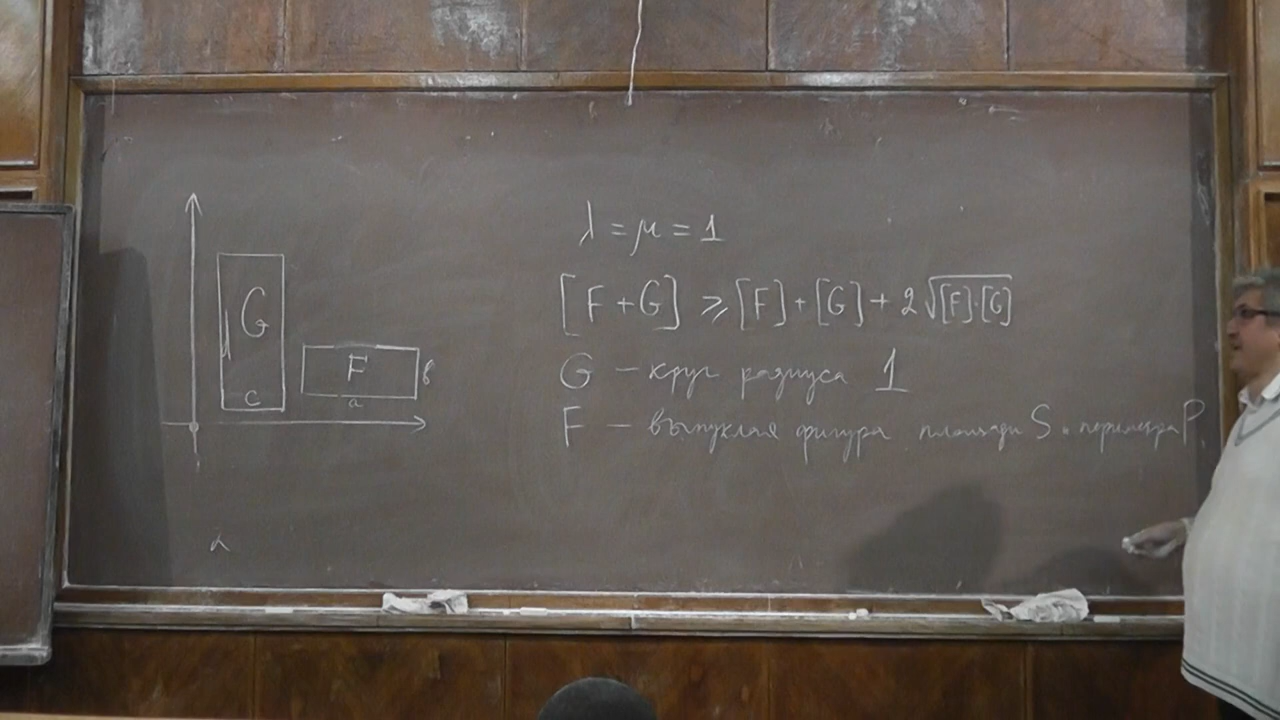 λ = μ = 1
[F + G] ⩾ [F] + [G] + 2√[F]·[G]
G — круг радиуса 1
F — выпуклая фигура площади S и периметра P
G
c
F
a
b